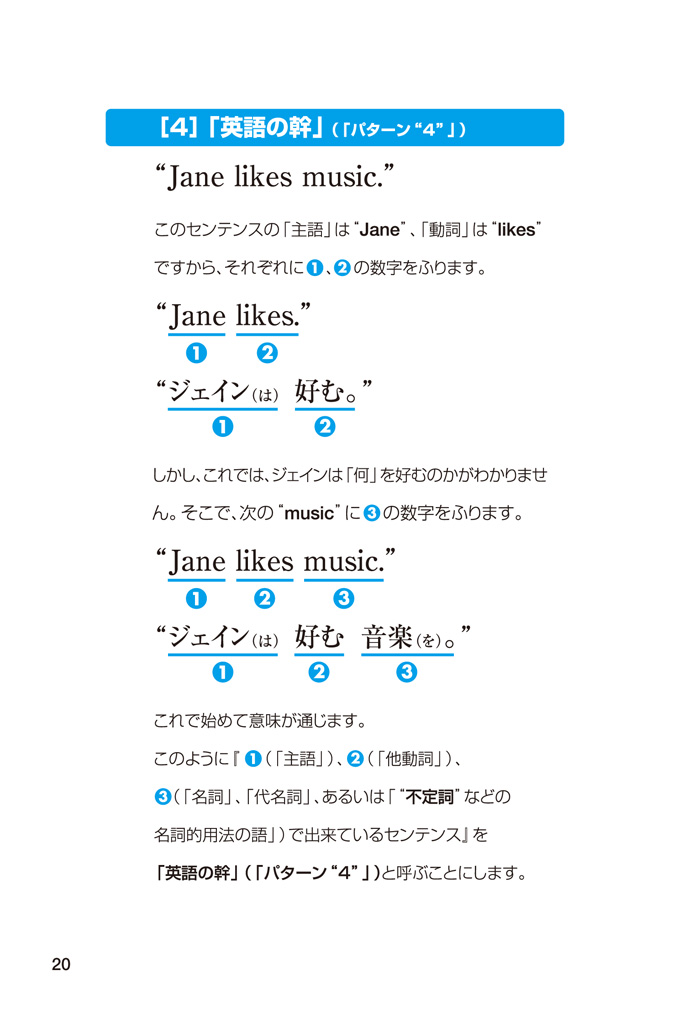 ［4］「英語の幹」（「パターン“4”」）
“Jane likes music.”
このセンテンスの「主語」は“Jane”、「動詞」は“likes”
ですから、それぞれに❶、❷の数字をふります。
“Jane likes.”
❶ ❷
“ジェイン（は） 好む。”
❶ ❷
しかし、これでは、ジェインは「何」を好むのかがわかりませ
ん。そこで、次の“music”に❸の数字をふります。
“Jane likes music.”
❶ ❷ ❸
“ジェイン（は） 好む 音楽（を）。”
❶ ❷ ❸
これで始めて意味が通じます。
このように『❶（「主語」）、❷（「他動詞」）、
❸（「名詞」、「代名詞」、あるいは「“不定詞”などの
名詞的用法の語」）で出来ているセンテンス』を
「英語の幹」（「パターン“4”」）と呼ぶことにします。
20